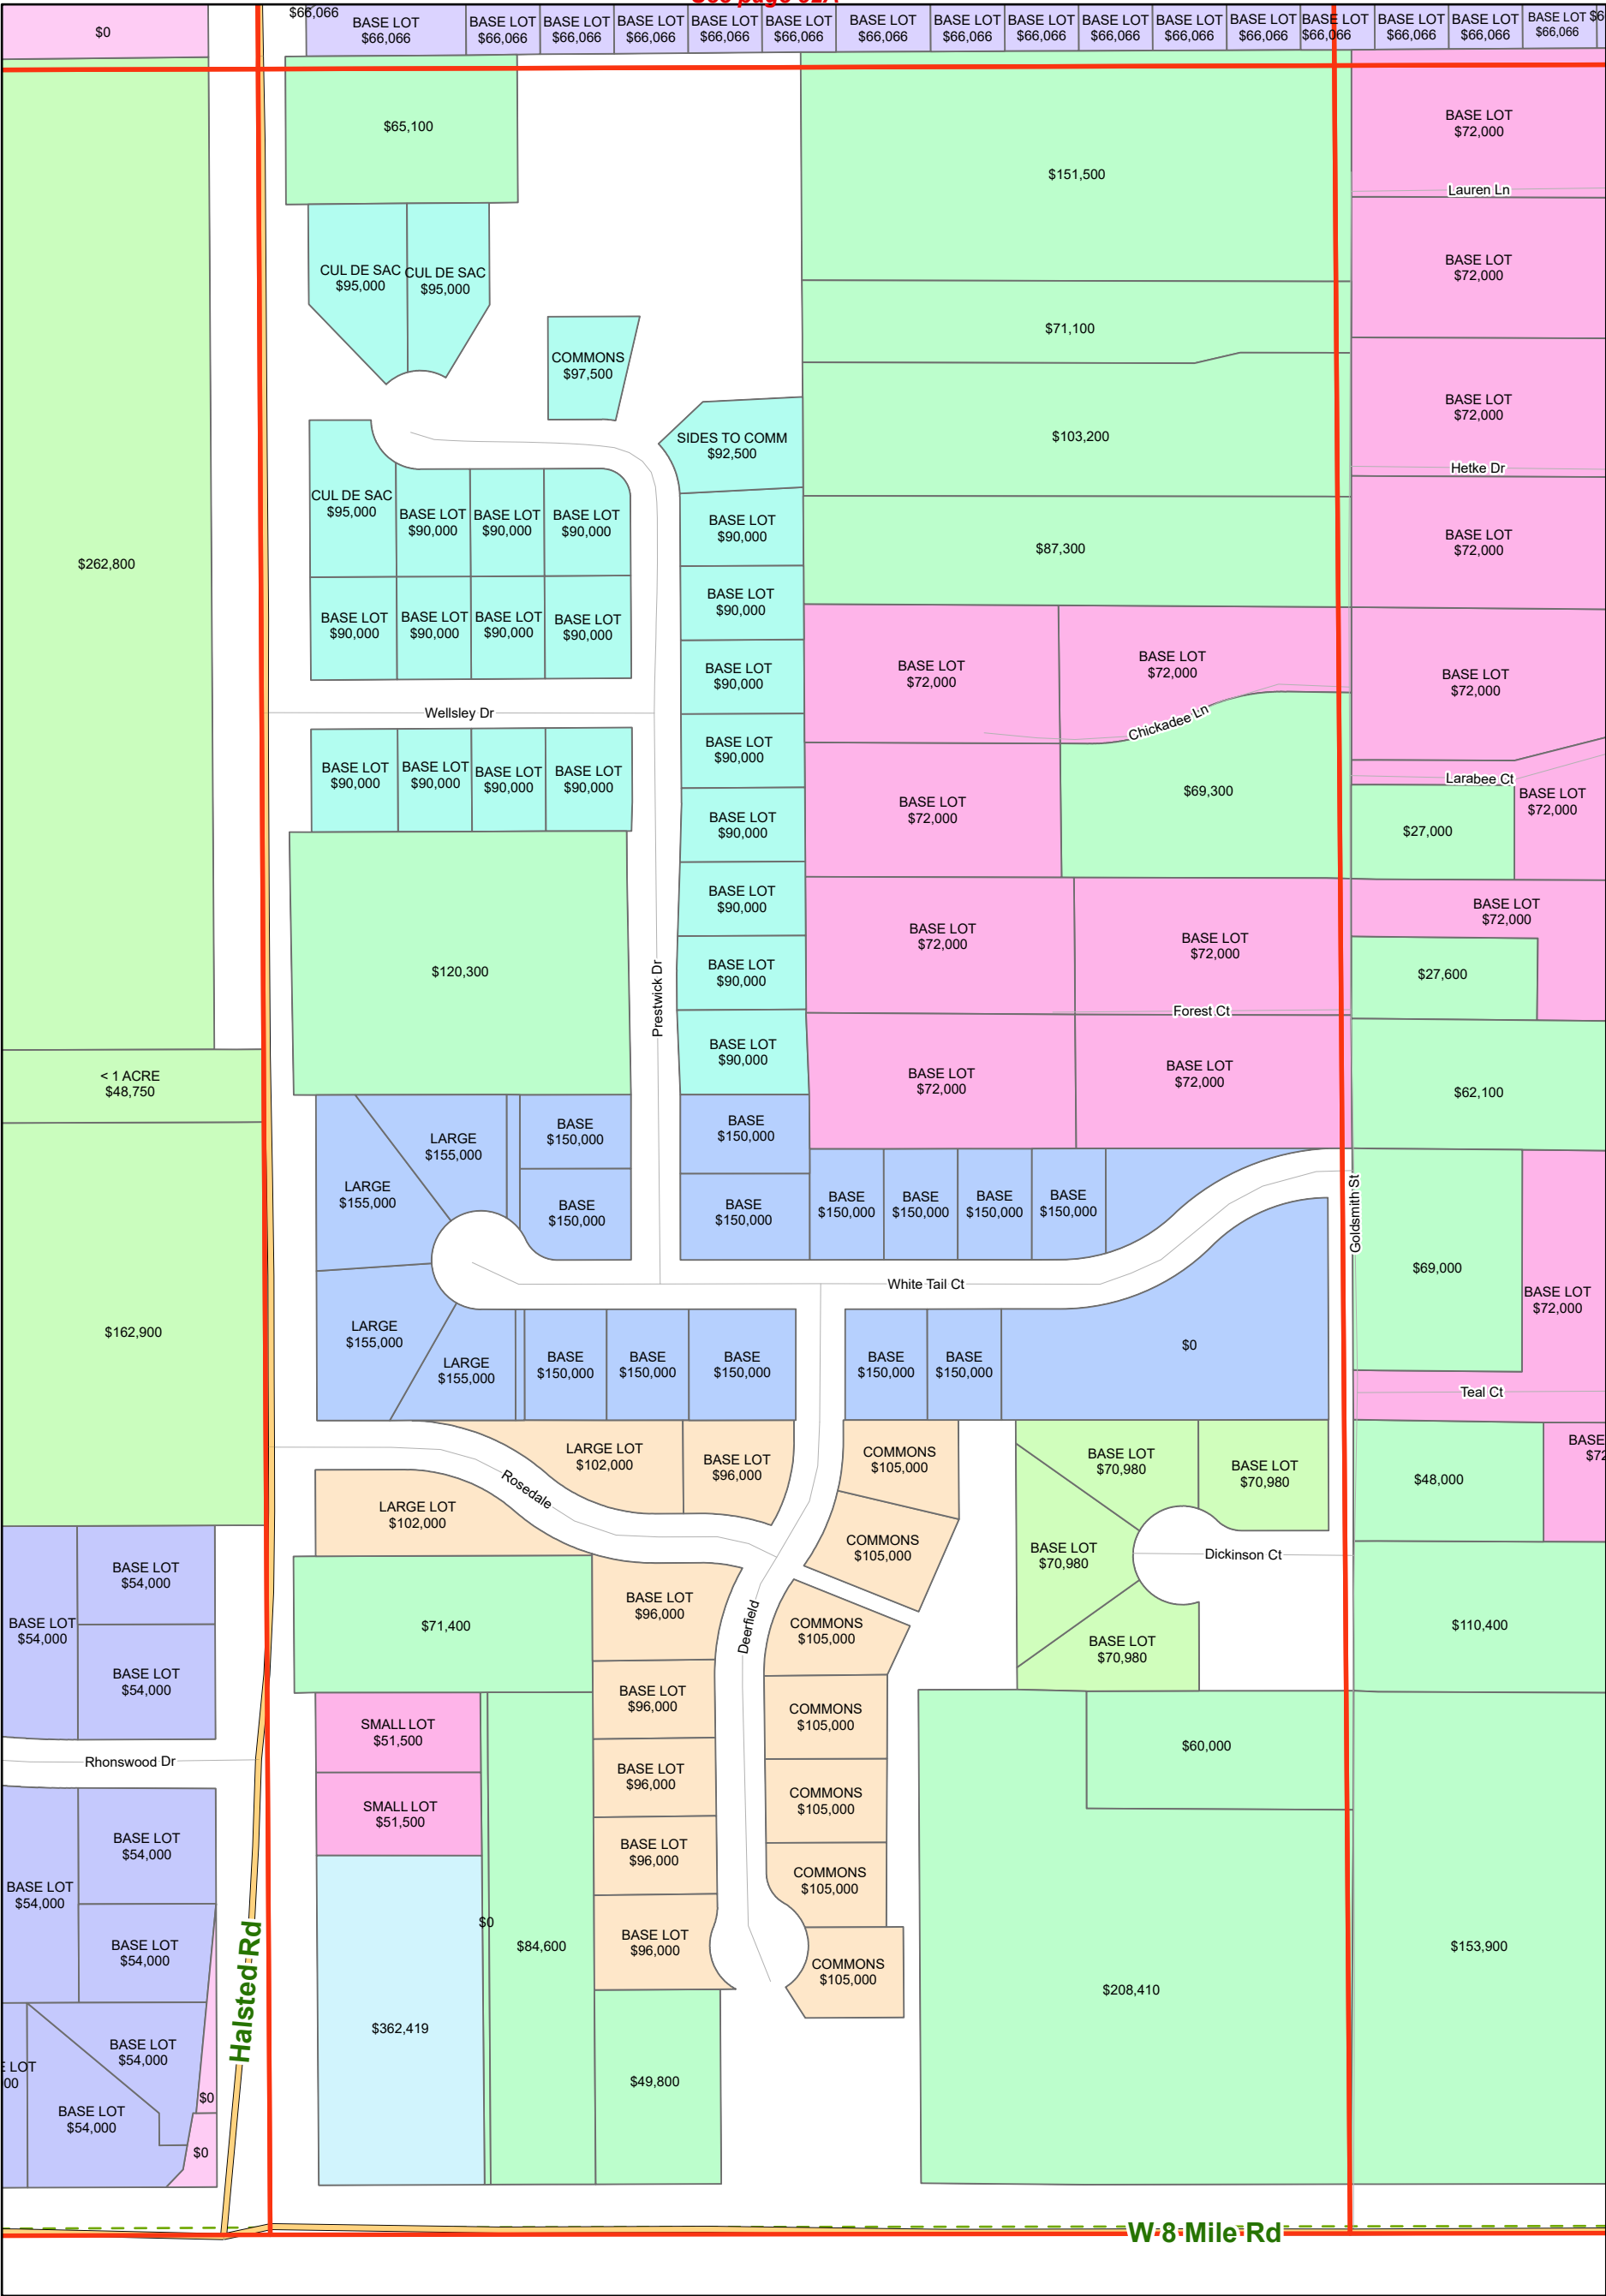 See page 32A
$0
$66,066
BASE LOT
$66,066
BASE LOT
$66,066
BASE LOT
$66,066
BASE LOT
$66,066
BASE LOT
$66,066
BASE LOT
$66,066
BASE LOT
$66,066
BASE LOT
$66,066
BASE LOT
$66,066
BASE LOT
$66,066
BASE LOT
$66,066
BASE LOT
$66,066
BASE LOT
$66,066
BASE LOT
$66,066
BASE LOT
$66,066
BASE LOT
$66,066
$65,100
$151,500
BASE LOT
$72,000
Lauren Ln
CUL DE SAC
$95,000
CUL DE SAC
$95,000
BASE LOT
$72,000
$71,100
COMMONS
$97,500
BASE LOT
$72,000
SIDES TO COMM
$92,500
$103,200
Hetke Dr
CUL DE SAC
$95,000
BASE LOT
$90,000
BASE LOT
$90,000
BASE LOT
$90,000
BASE LOT
$90,000
$87,300
BASE LOT
$72,000
$262,800
BASE LOT
$90,000
BASE LOT
$90,000
BASE LOT
$90,000
BASE LOT
$90,000
BASE LOT
$90,000
BASE LOT
$90,000
BASE LOT
$72,000
BASE LOT
$72,000
BASE LOT
$72,000
Wellsley Dr
Chickadee Ln
BASE LOT
$90,000
BASE LOT
$90,000
BASE LOT
$90,000
BASE LOT
$90,000
BASE LOT
$90,000
Larabee Ct
BASE LOT
$72,000
BASE LOT
$90,000
BASE LOT
$72,000
$69,300
$27,000
BASE LOT
$90,000
BASE LOT
$72,000
BASE LOT
$72,000
BASE LOT
$72,000
$120,300
Prestwick Dr
BASE LOT
$90,000
$27,600
Forest Ct
BASE LOT
$90,000
< 1 ACRE
$48,750
BASE LOT
$72,000
BASE LOT
$72,000
$62,100
LARGE
$155,000
BASE
$150,000
BASE
$150,000
LARGE
$155,000
BASE
$150,000
BASE
$150,000
BASE
$150,000
BASE
$150,000
BASE
$150,000
BASE
$150,000
Goldsmith St
$69,000
White Tail Ct
BASE LOT
$72,000
$162,900
LARGE
$155,000
LARGE
$155,000
BASE
$150,000
BASE
$150,000
BASE
$150,000
BASE
$150,000
BASE
$150,000
$0
Teal Ct
LARGE LOT
$102,000
BASE LOT
$96,000
COMMONS
$105,000
BASE LOT
$70,980
BASE LOT
$70,980
$48,000
BASE
$72
Rosedale
LARGE LOT
$102,000
COMMONS
$105,000
BASE LOT
$70,980
Dickinson Ct
BASE LOT
$54,000
BASE LOT
$54,000
BASE LOT
$54,000
$71,400
BASE LOT
$96,000
Deerfield
COMMONS
$105,000
BASE LOT
$70,980
$110,400
SMALL LOT
$51,500
BASE LOT
$96,000
COMMONS
$105,000
$60,000
Rhonswood Dr
BASE LOT
$96,000
COMMONS
$105,000
SMALL LOT
$51,500
BASE LOT
$54,000
BASE LOT
$96,000
COMMONS
$105,000
BASE LOT
$54,000
$0
$84,600
BASE LOT
$96,000
BASE LOT
$54,000
COMMONS
$105,000
$153,900
Halsted Rd
$208,410
$362,419
BASE LOT
$54,000
LOT
00
$49,800
BASE LOT
$54,000
$0
$0
W 8 Mile Rd